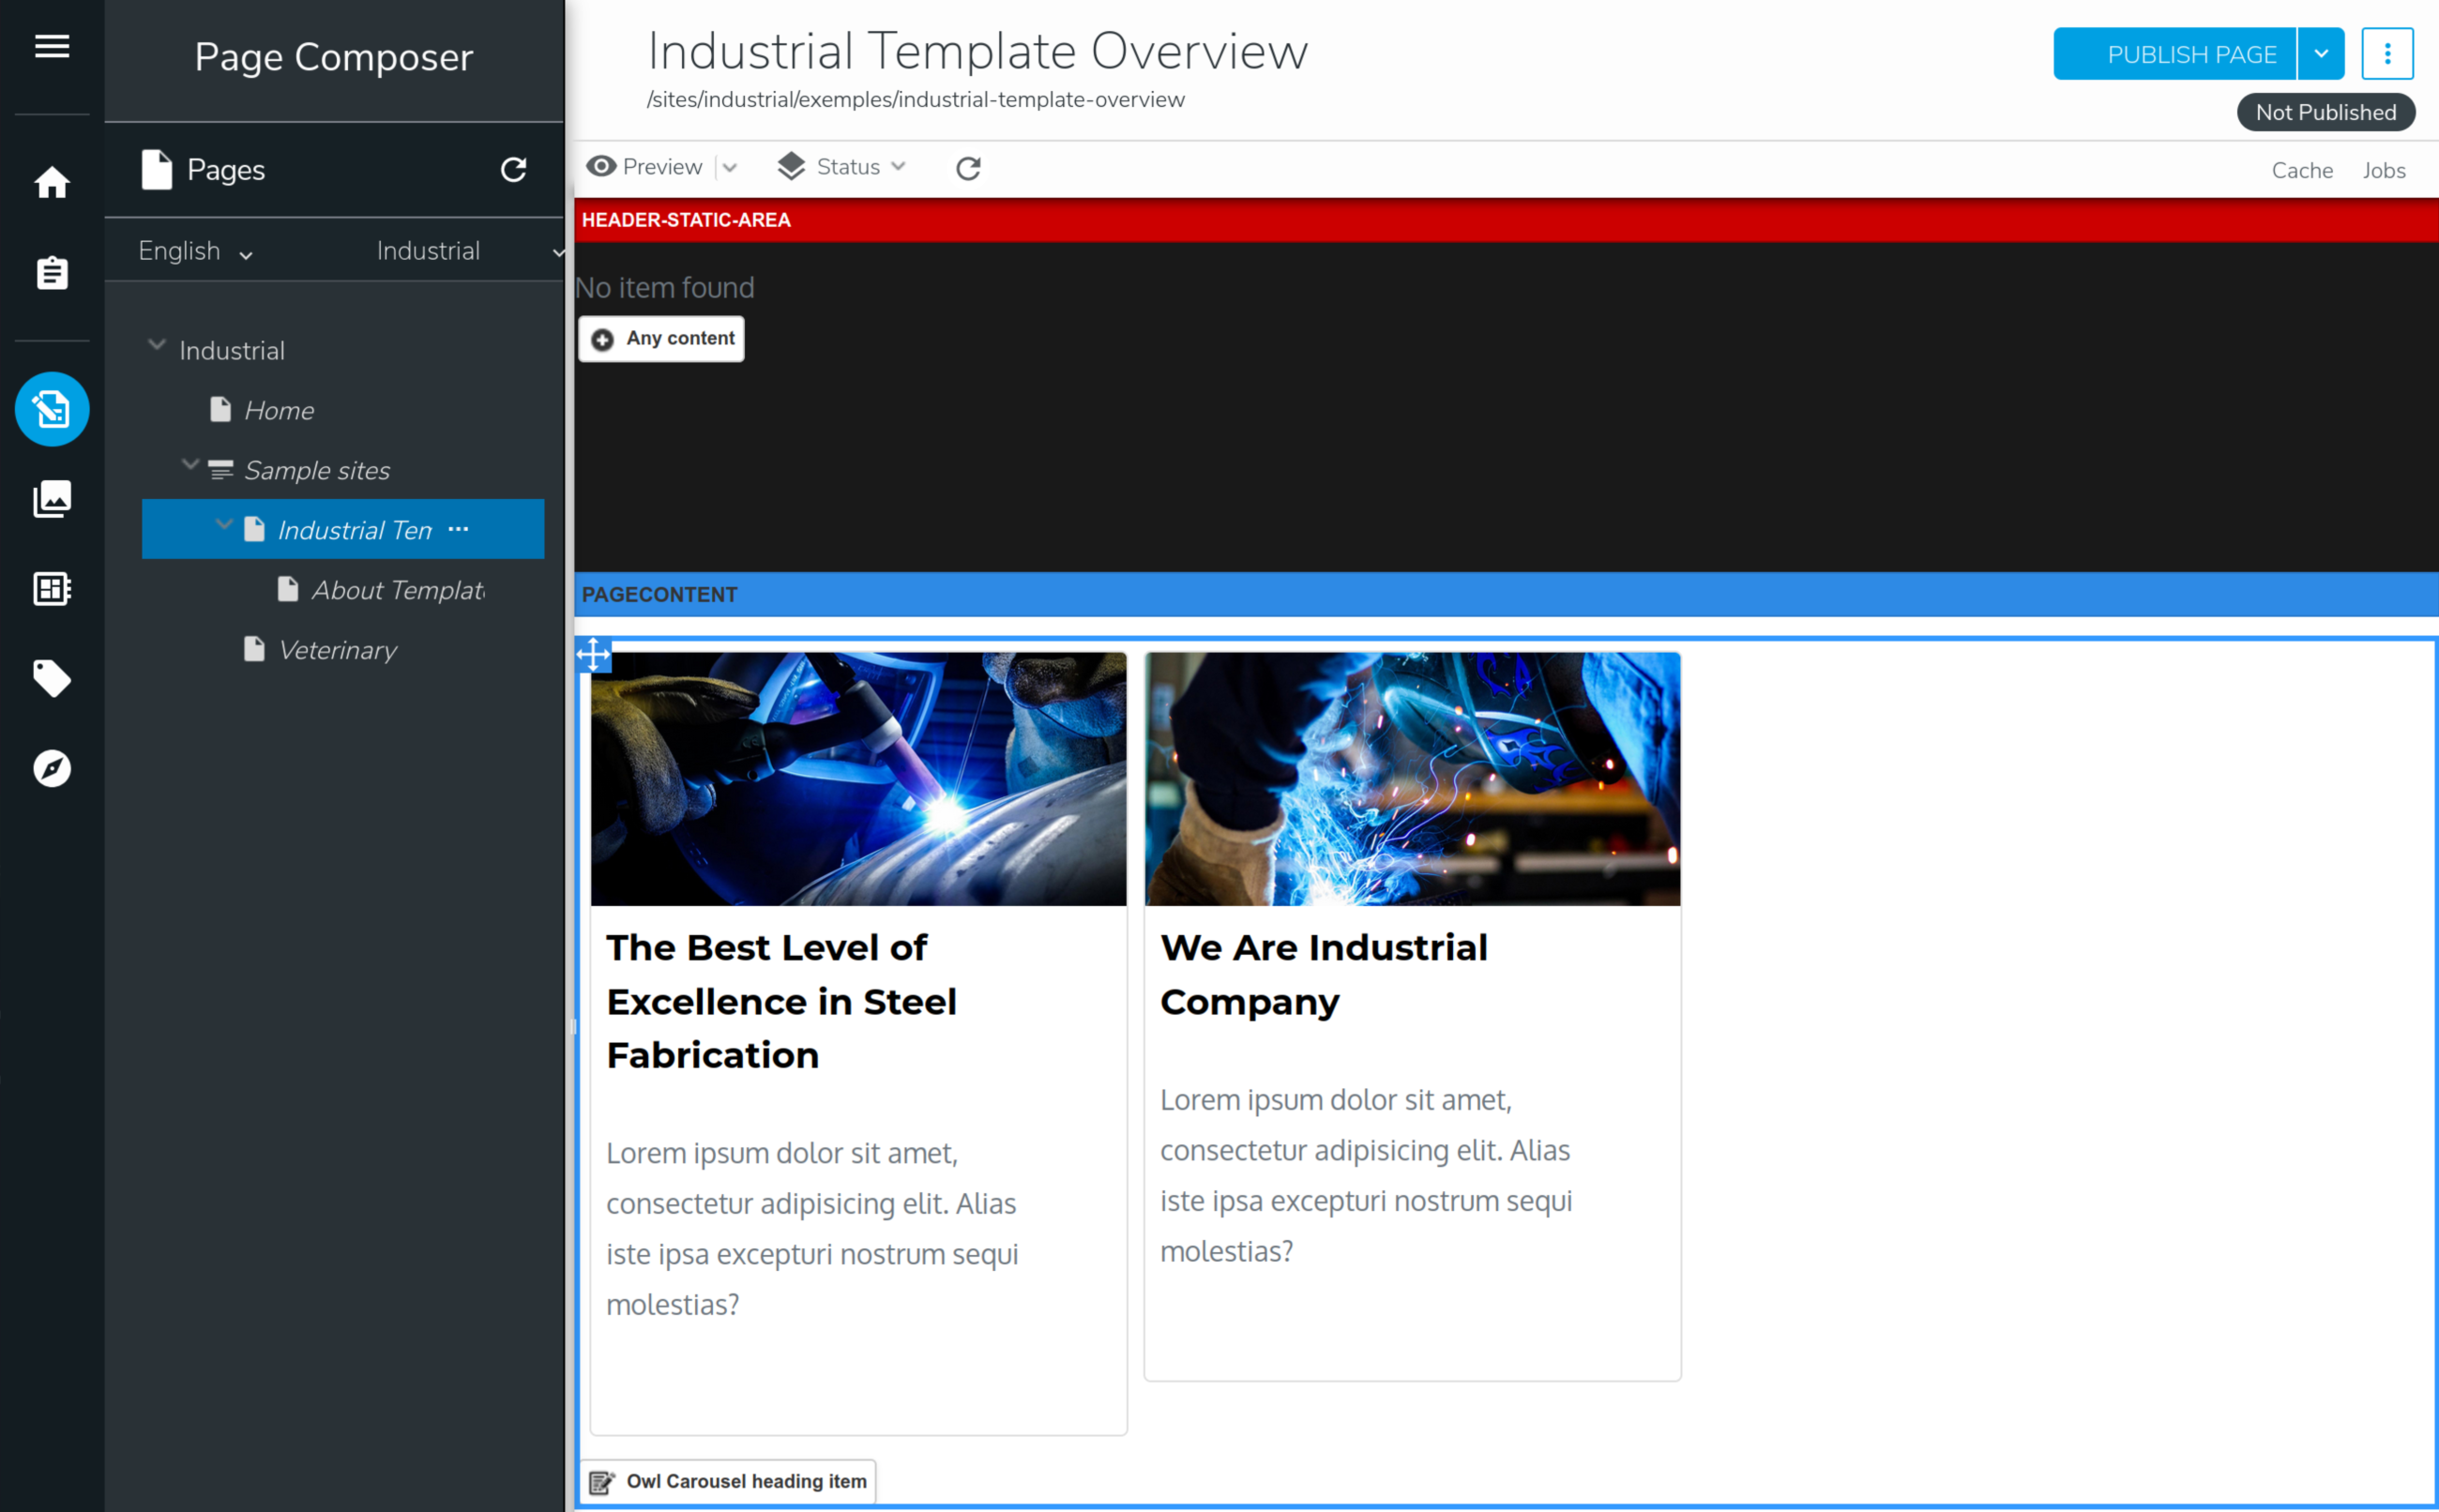 Page Composer
Pages
English
Industrial
Industrial
Home
Sample sites
Industrial Ten ...
About Templat
Veterinary
Industrial Template Overview
/sites/industrial/exemples/industrial-template-overview
PUBLISH PAGE
Not Published
Preview
Status
Cache
Jobs
HEADER-STATIC-AREA
No item found
Any content
PAGECONTENT
The Best Level of
Excellence in Steel
Fabrication
Lorem ipsum dolor sit amet,
consectetur adipisicing elit. Alias
iste ipsa excepturi nostrum sequi
molestias?
We Are Industrial
Company
Lorem ipsum dolor sit amet,
consectetur adipisicing elit. Alias
iste ipsa excepturi nostrum sequi
molestias?
Owl Carousel heading item